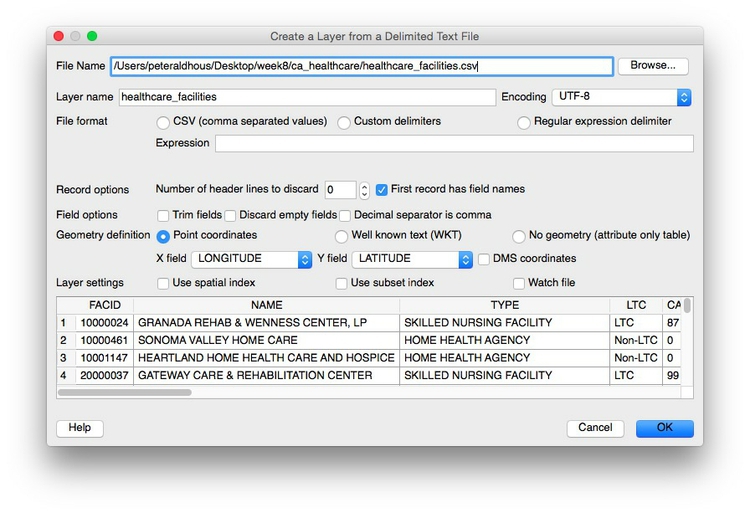 Create a Layer from a Delimited Text File
File Name /Users/peteraldhous/Desktop/week8/ca_healthcare/healthcare_facilities.csv Browse...
Layer name healthcare_facilities Encoding UTF-8
File format CSV (comma separated values) Custom delimiters Regular expression delimiter
Expression
Record options Number of header lines to discard 0 First record has field names
Field options Trim fields Discard empty fields Decimal separator is comma
Geometry definition Point coordinates Well known text (WKT) No geometry (attribute only table)
X field LONGITUDE Y field LATITUDE DMS coordinates
Layer settings Use spatial index Use subset index Watch file
FACID NAME TYPE LTC CA
1 10000024 GRANADA REHAB & WENNESS CENTER, LP SKILLED NURSING FACILITY LTC 87
2 10000461 SONOMA VALLEY HOME CARE HOME HEALTH AGENCY Non-LTC 0
3 10001147 HEARTLAND HOME HEALTH CARE AND HOSPICE HOME HEALTH AGENCY Non-LTC 0
4 20000037 GATEWAY CARE & REHABILITATION CENTER SKILLED NURSING FACILITY LTC 99
Help Cancel OK